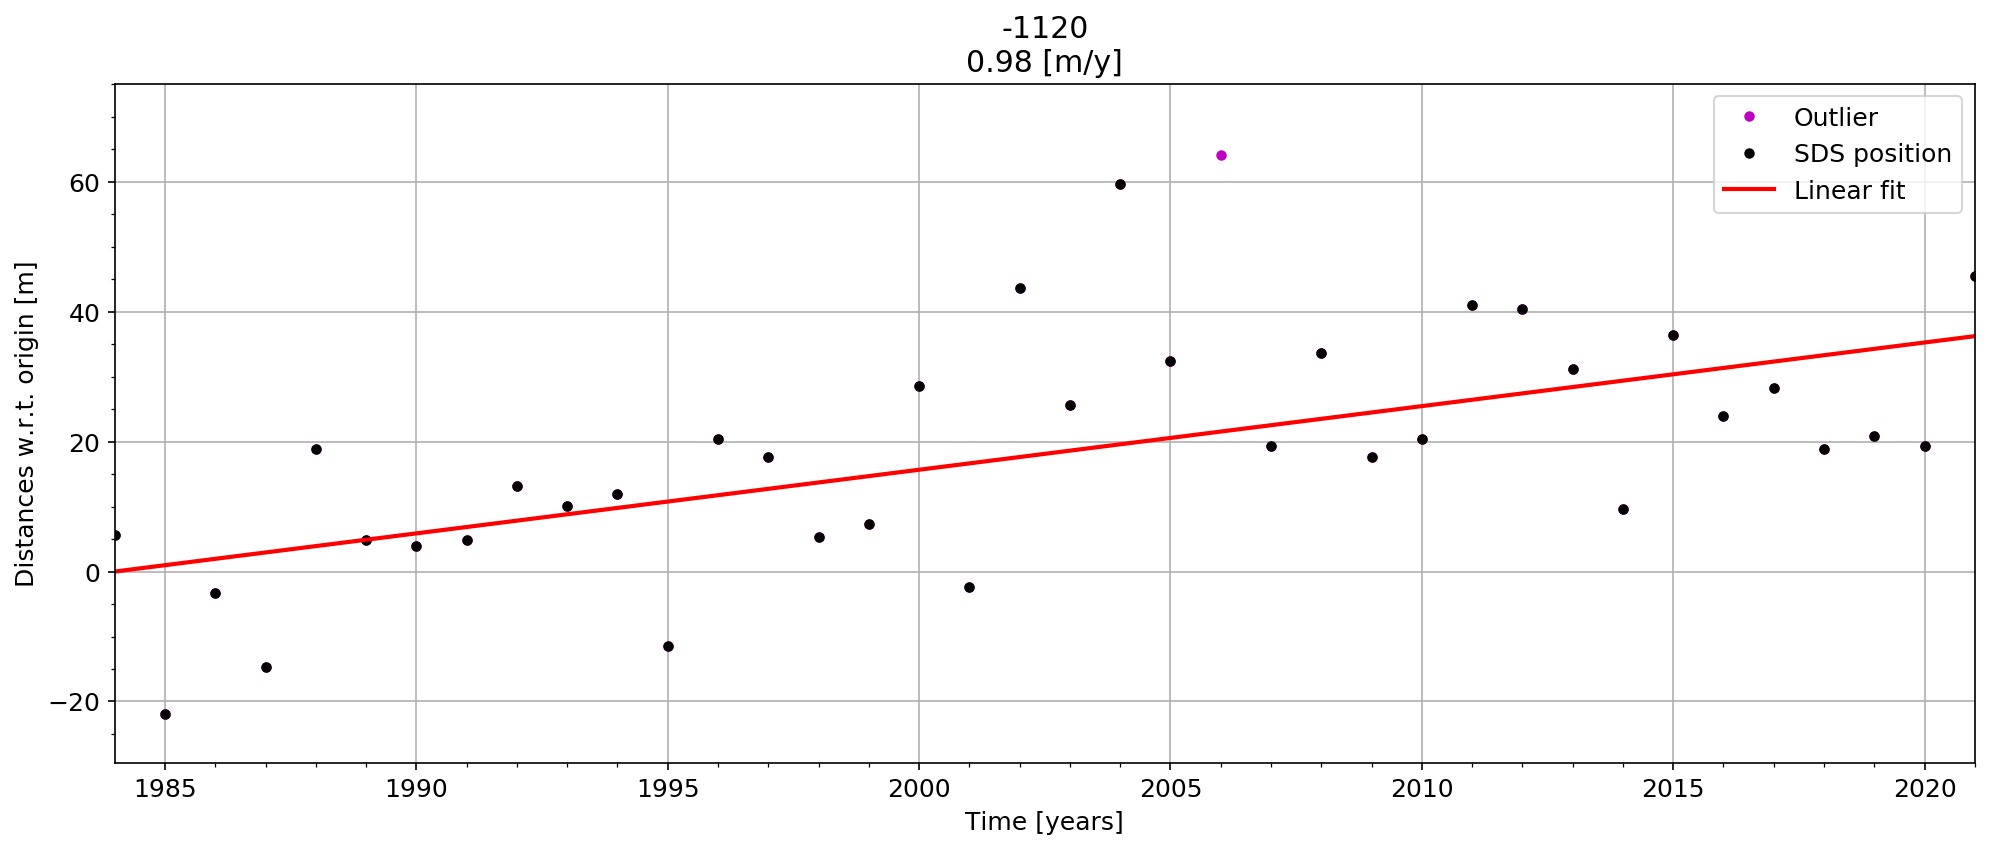 -1120
0.98 [m/y]
Outlier
SDS position
Linear fit
Distances w.r.t. origin [m]
60
40
20
0
−20
1985
1990
1995
2000
2005
2010
2015
2020
Time [years]